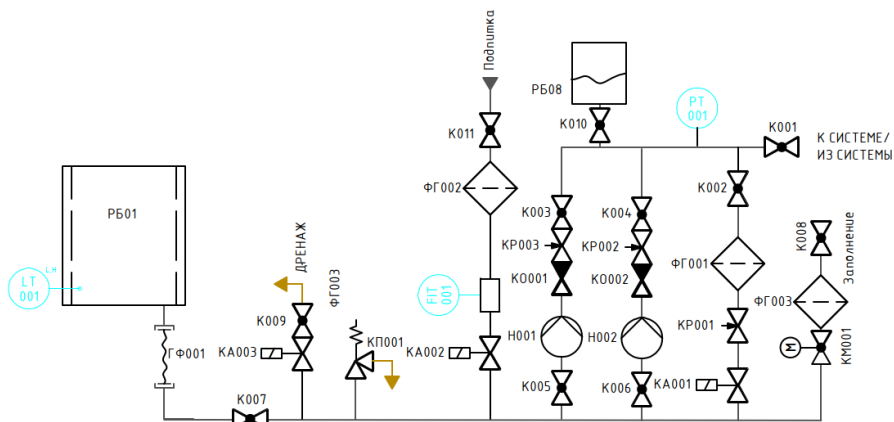 Подпитка
РБ08
PT
001
К011
К010
К001
К СИСТЕМЕ/
ИЗ СИСТЕМЫ
РБ01
ФГ002
К002
К003
К004
К008
Заполнение
КР003
КР002
ФГ001
LT
001
L,H
ДРЕНАЖ
ФГ003
FIT
001
КО001
КО002
ФГ003
К009
КП001
Н001
Н002
КР001
ГФ001
КА003
КА002
М
КМ001
К005
К006
КА001
К007